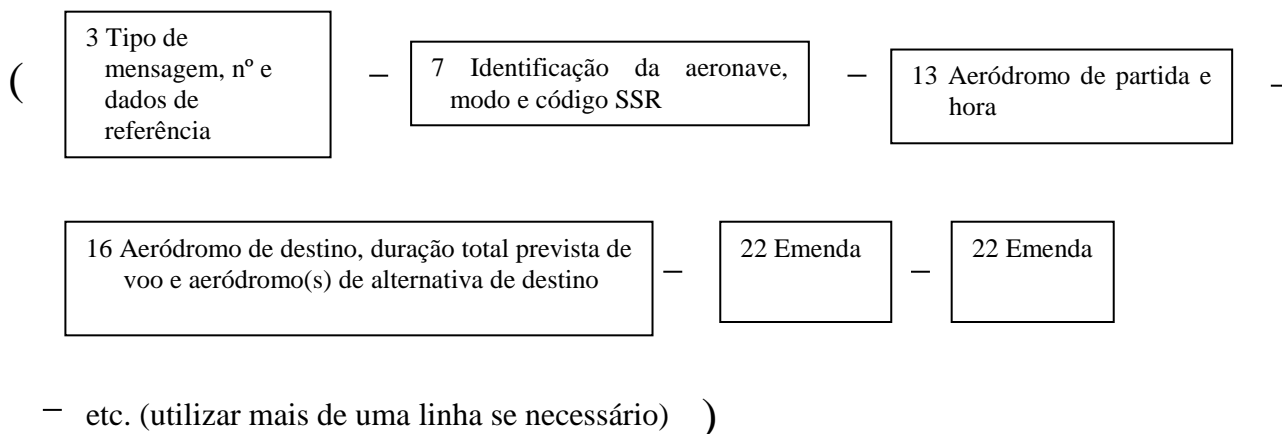 3 Tipo de
mensagem, nº e
dados de
referência
(
–
7 Identificação da aeronave,
modo e código SSR
–
13 Aeródromo de partida e
hora
–
16 Aeródromo de destino, duração total prevista de
voo e aeródromo(s) de alternativa de destino
–
22 Emenda
–
22 Emenda
– etc. (utilizar mais de uma linha se necessário) )